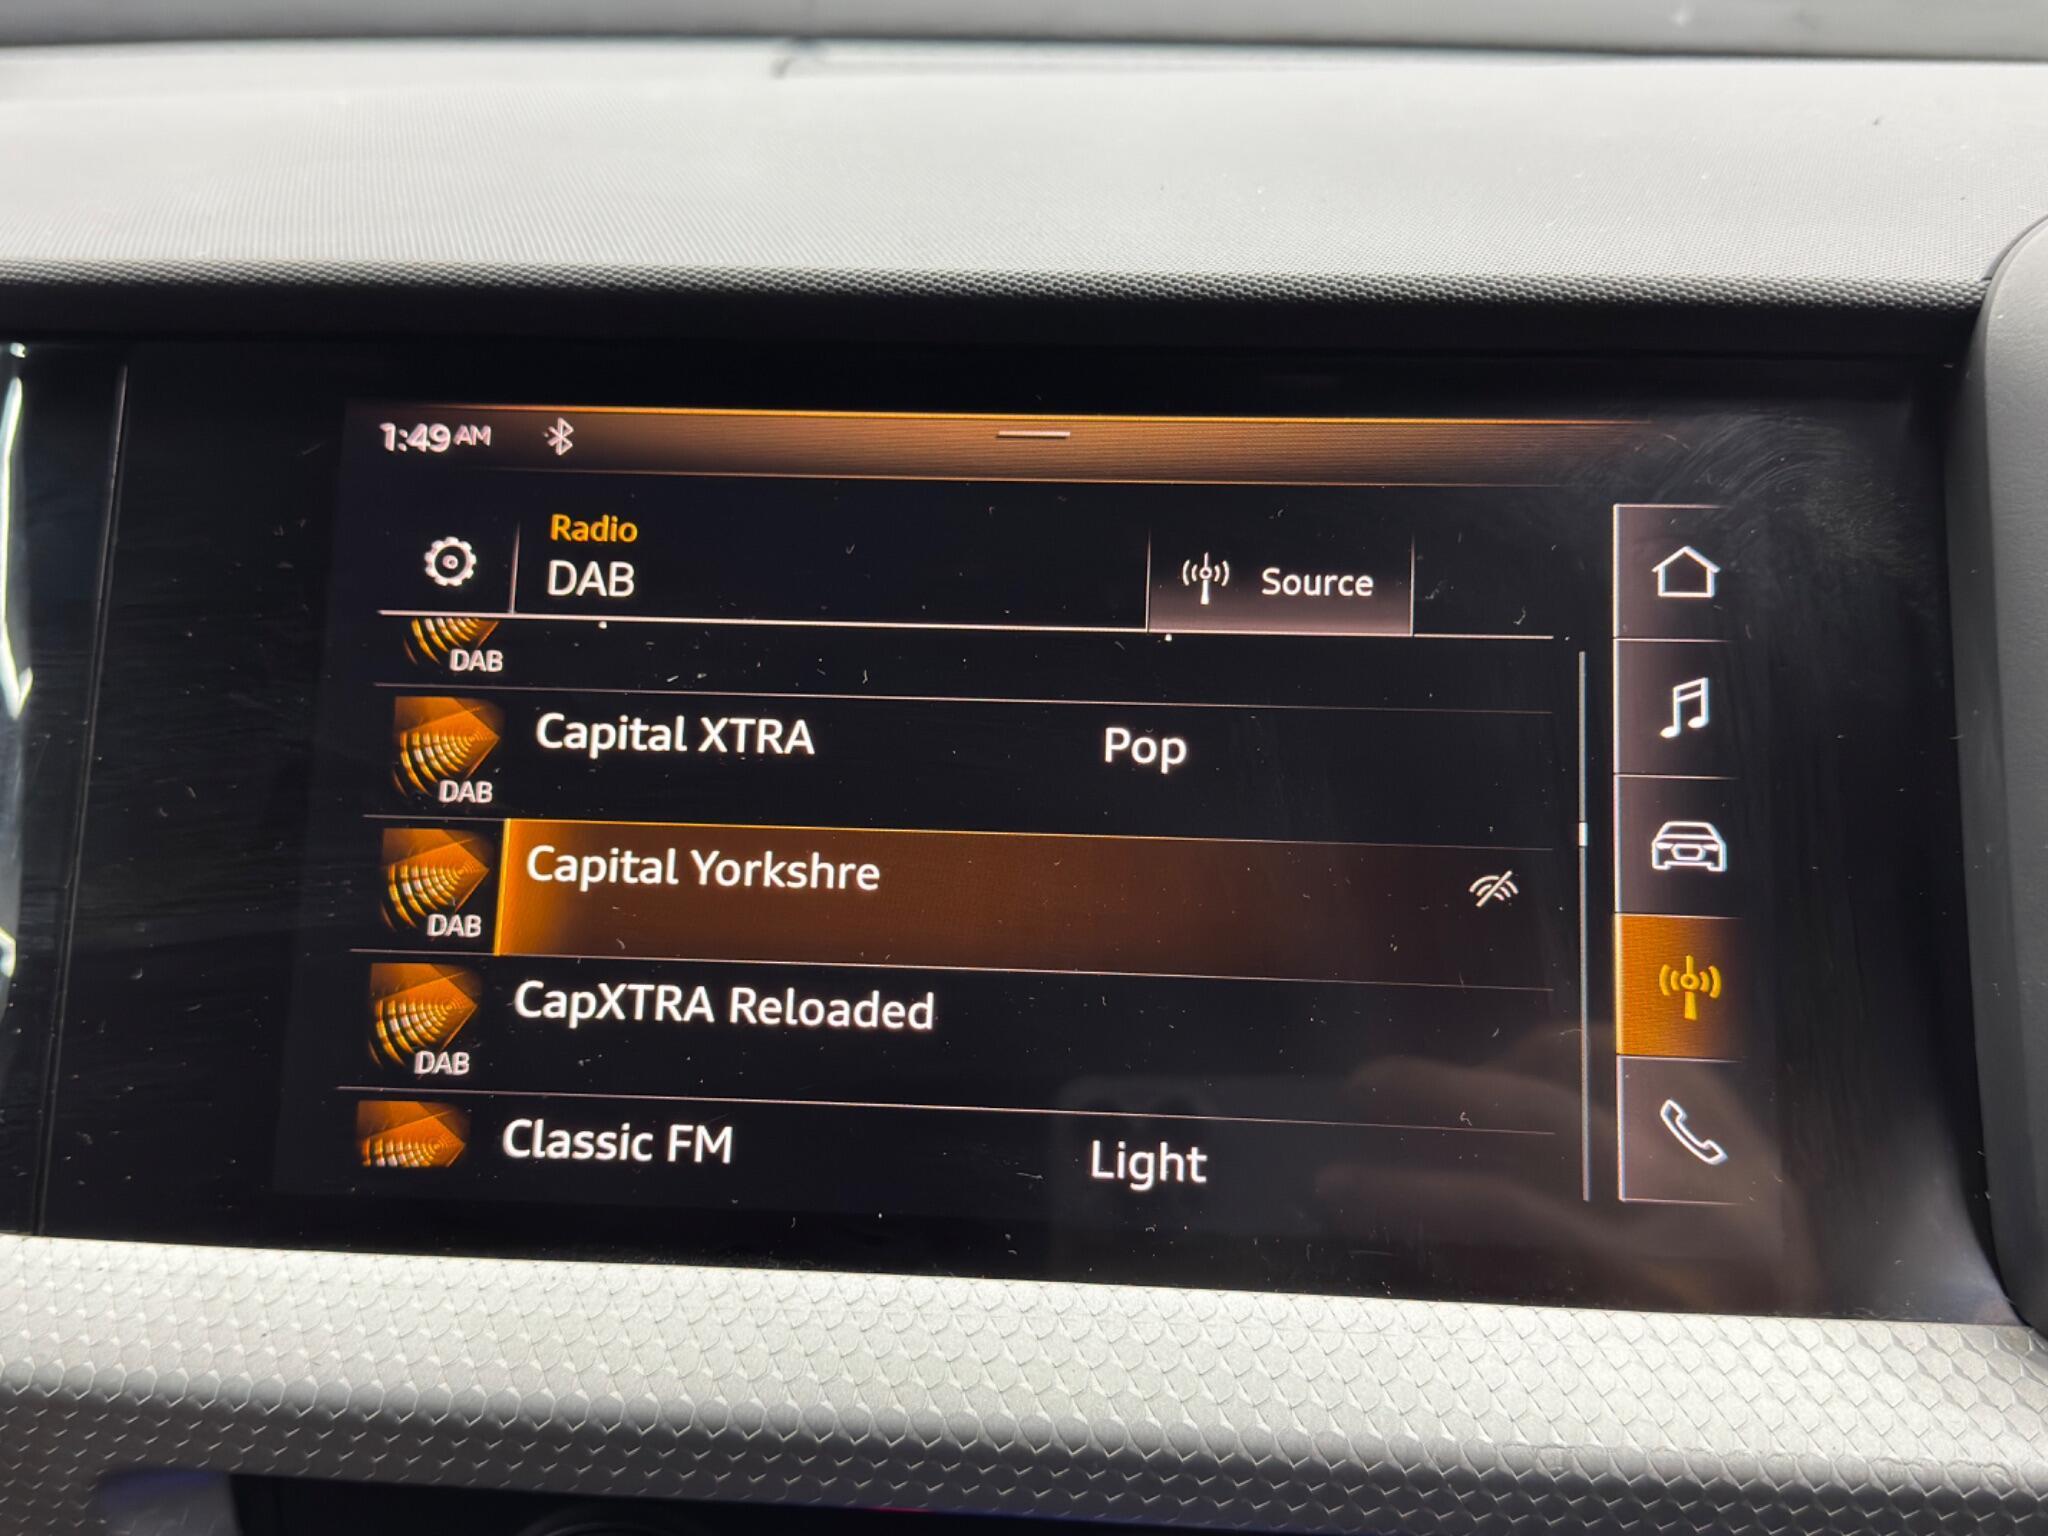 1:49 AM
Radio
DAB
Source
DAB
Capital XTRA
Pop
DAB
Capital Yorkshre
DAB
CapXTRA Reloaded
DAB
Classic FM
Light